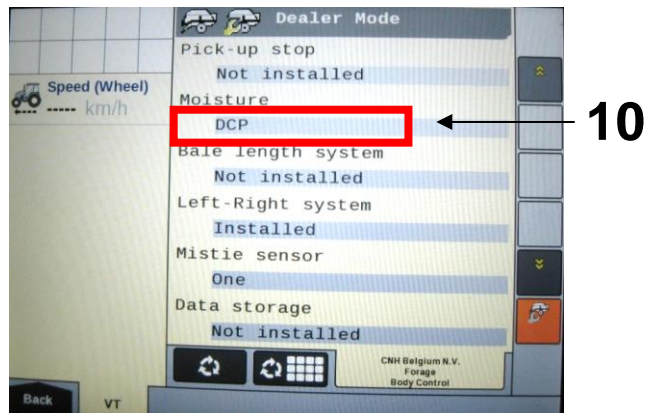 Dealer Mode
Pick-up stop
Not installed
Speed (Wheel)
----- km/h
Moisture
DCP
10
Bale length system
Not installed
Left-Right system
Installed
Mistie sensor
One
Data storage
Not installed
CNH Belgium N.V.
Forage
Body Control
Back
VT